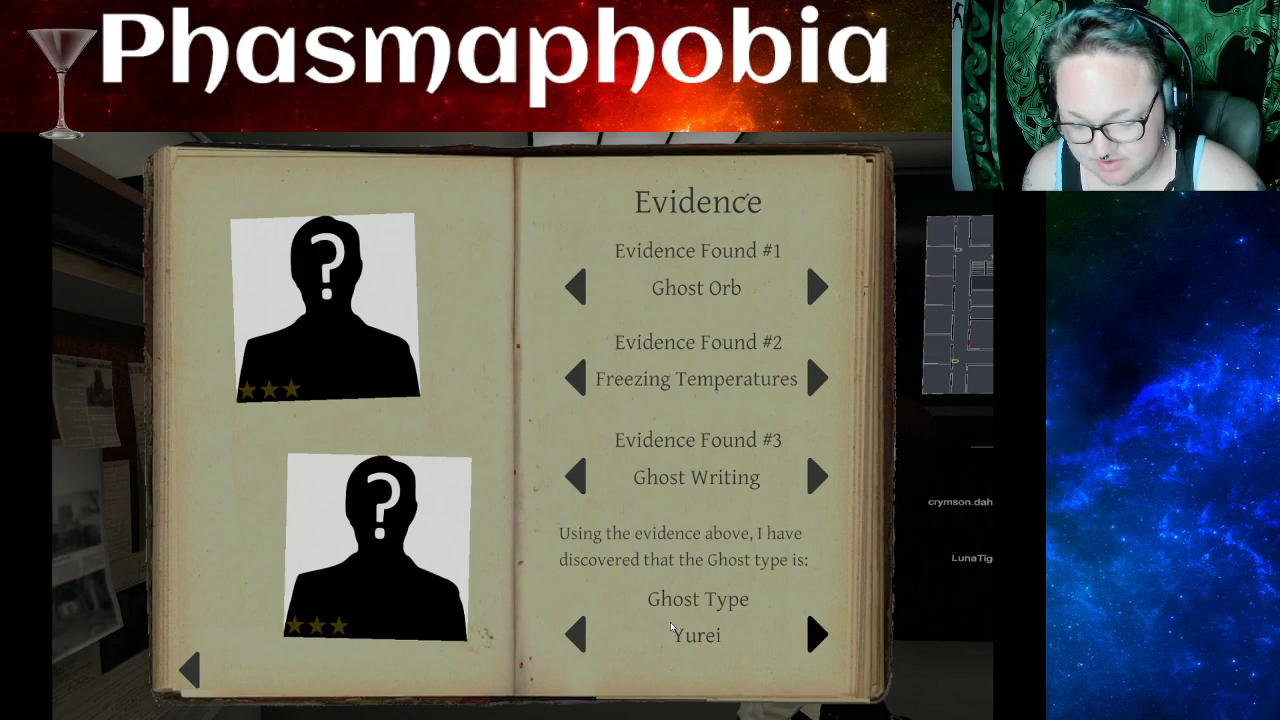 Phasmaphobia
Evidence
Evidence Found #1
Ghost Orb
Evidence Found #2
Freezing Temperatures
Evidence Found #3
Ghost Writing
Using the evidence above, I have
discovered that the Ghost type is:
Ghost Type
Yurei
?
?
crymson.dah
LunaTig